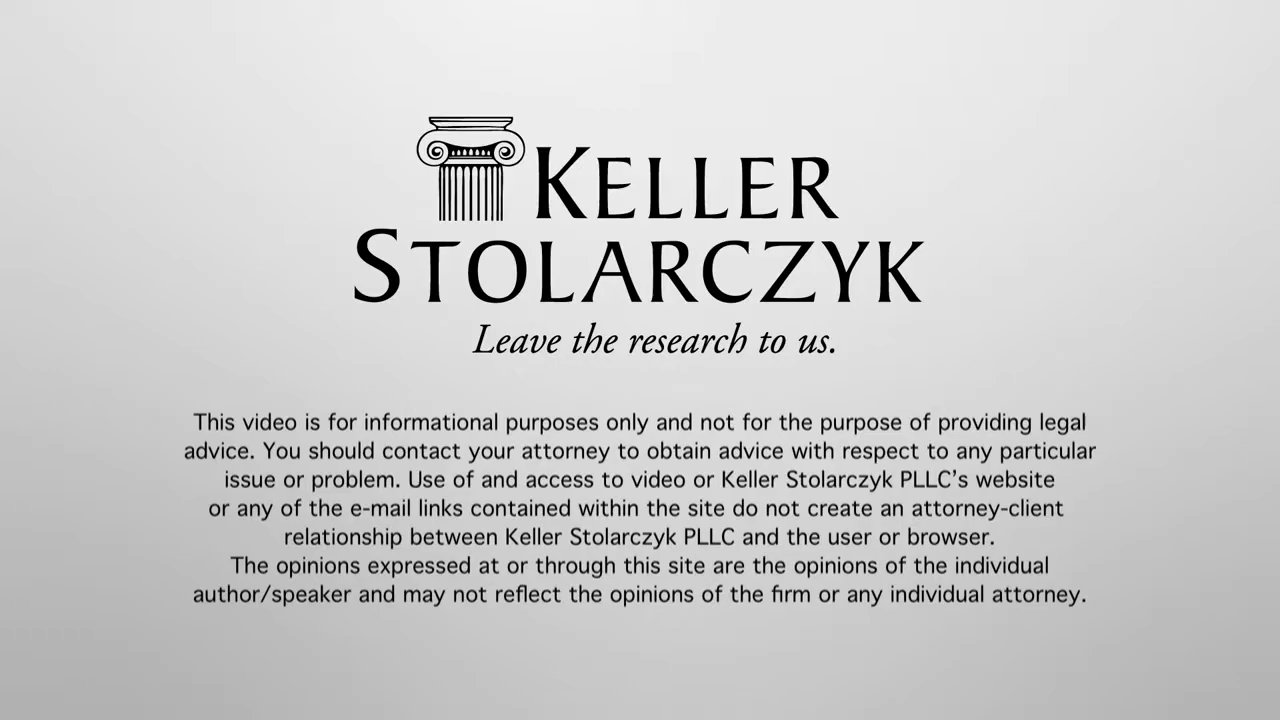 KELLER
STOLARCZYK
Leave the research to us.
This video is for informational purposes only and not for the purpose of providing legal
advice. You should contact your attorney to obtain advice with respect to any particular
issue or problem. Use of and access to video or Keller Stolarczyk PLLC’s website
or any of the e-mail links contained within the site do not create an attorney-client
relationship between Keller Stolarczyk PLLC and the user or browser.
The opinions expressed at or through this site are the opinions of the individual
author/speaker and may not reflect the opinions of the firm or any individual attorney.